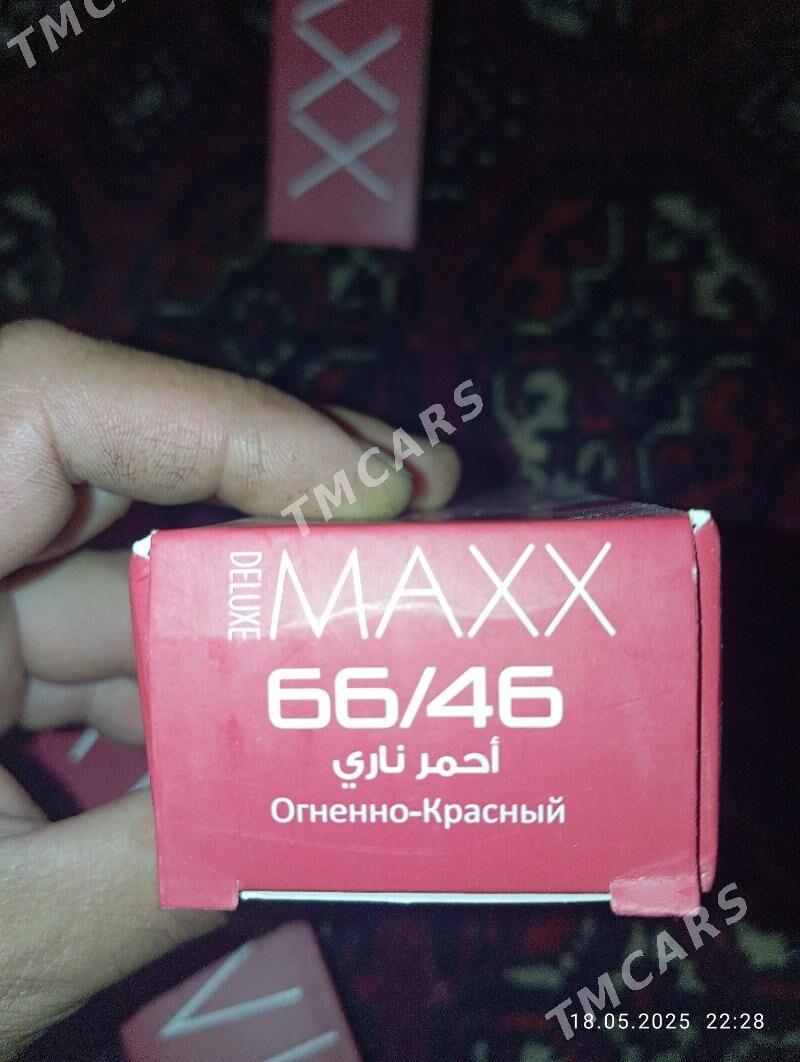 TMCARS
XX
TMCARS
DELUXE
MAXX
66/46
أحمر ناري
Огненно-Красный
TMCARS
18.05.2025 22:28